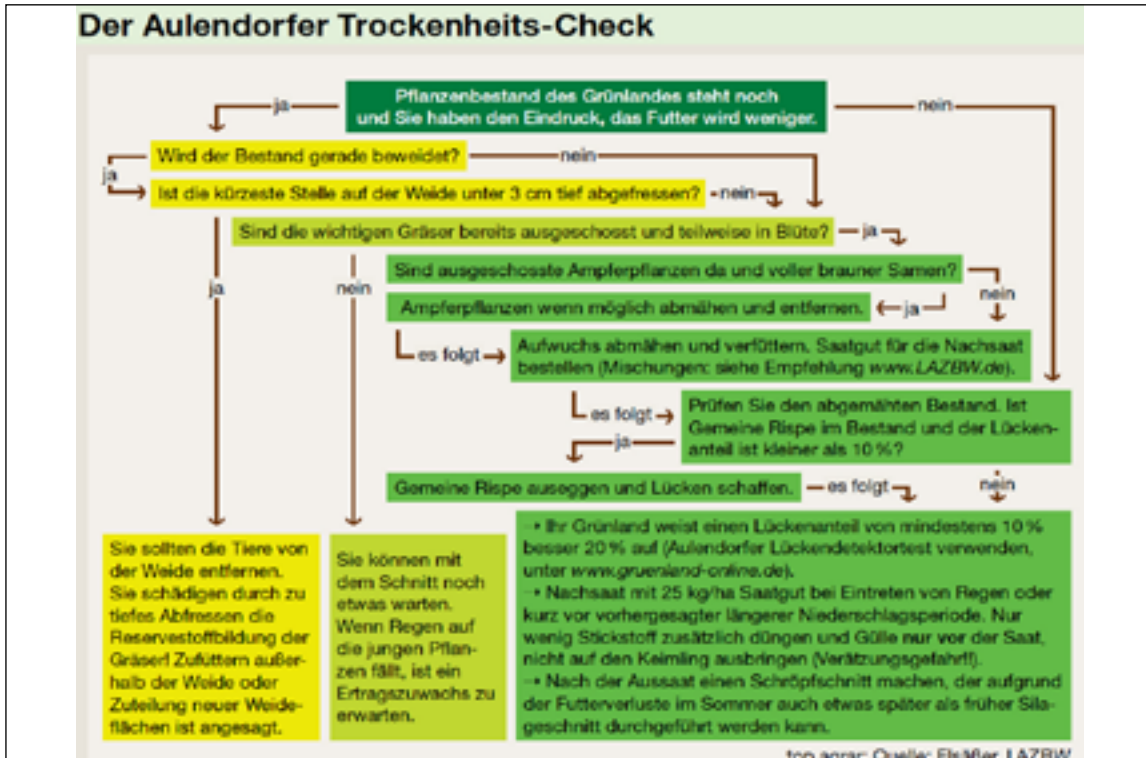 Der Aulendorfer Trockenheits-Check
Pflanzenbestand des Grünlandes steht noch
und Sie haben den Eindruck, das Futter wird weniger.
ja
nein
Wird der Bestand gerade beweidet?
nein
ja
Ist die kürzeste Stelle auf der Weide unter 3 cm tief abgefressen?
nein
Sind die wichtigen Gräser bereits ausgeschosst und teilweise in Blüte?
ja
ja
nein
Sind ausgeschosste Ampferpflanzen da und voller brauner Samen?
nein
Ampferpflanzen wenn möglich abmähen und entfernen.
ja
es folgt
Aufwuchs abmähen und verfüttern. Saatgut für die Nachsaat
bestellen (Mischungen: siehe Empfehlung www.LAZBW.de).
es folgt
Prüfen Sie den abgemähten Bestand. Ist
Gemeine Rispe im Bestand und der Lücken-
anteil ist kleiner als 10 %?
ja
nein
Gemeine Rispe auseggen und Lücken schaffen.
es folgt
Sie sollten die Tiere von
der Weide entfernen.
Sie schädigen durch zu
tiefes Abfressen die
Reservestoffbildung der
Gräser! Zufüttern außer-
halb der Weide oder
Zuteilung neuer Weide-
flächen ist angesagt.
Sie können mit
dem Schnitt noch
etwas warten.
Wenn Regen auf
die jungen Pflan-
zen fällt, ist ein
Ertragszuwachs zu
erwarten.
• Ihr Grünland weist einen Lückenanteil von mindestens 10 %
besser 20 % auf (Aulendorfer Lückendetektortest verwenden,
unter www.gruenland-online.de).
• Nachsaat mit 25 kg/ha Saatgut bei Eintreten von Regen oder
kurz vor vorhergesagter längerer Niederschlagsperiode. Nur
wenig Stickstoff zusätzlich düngen und Gülle nur vor der Saat,
nicht auf den Keimling ausbringen (Verätzungsgefahr!!).
• Nach der Aussaat einen Schröpfschnitt machen, der aufgrund
der Futterverluste im Sommer auch etwas später als früher Sila-
geschnitt durchgeführt werden kann.
top agrar; Quelle: Elsäßer, LAZBW